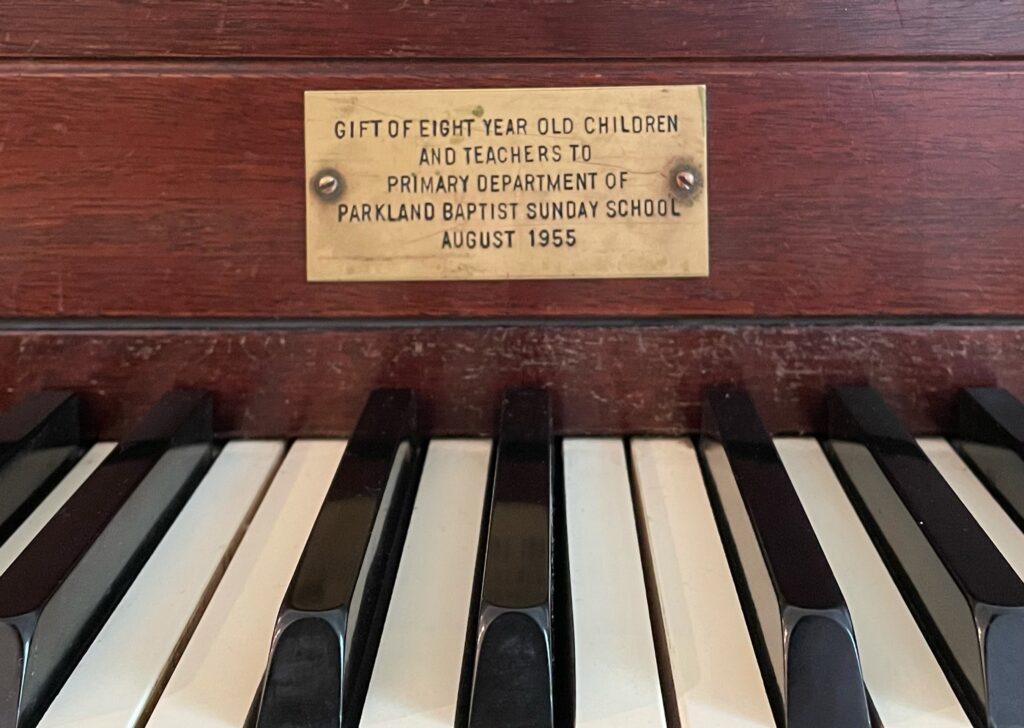 GIFT OF EIGHT YEAR OLD CHILDREN
AND TEACHERS TO
PRIMARY DEPARTMENT OF
PARKLAND BAPTIST SUNDAY SCHOOL
AUGUST 1955